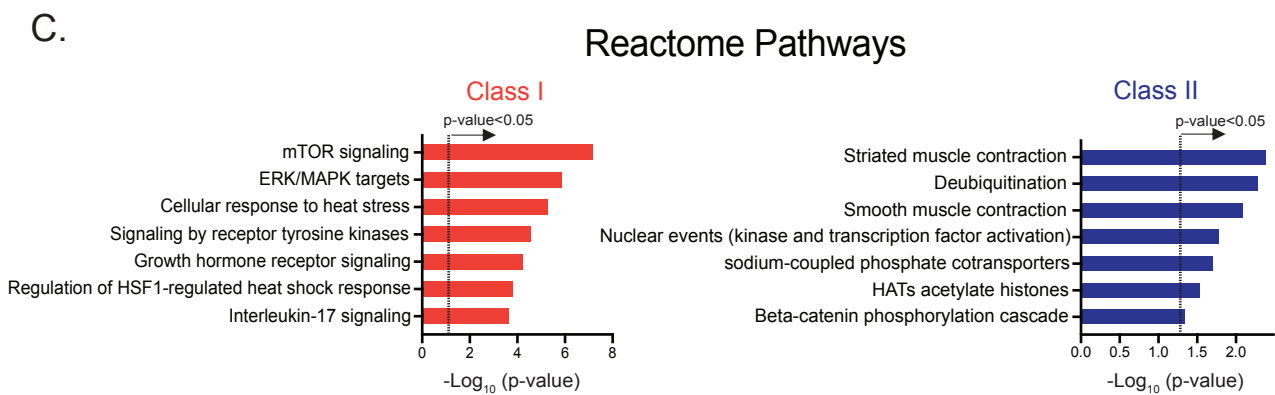 C.
Reactome Pathways
Class I
p-value<0.05
mTOR signaling
ERK/MAPK targets
Cellular response to heat stress
Signaling by receptor tyrosine kinases
Growth hormone receptor signaling
Regulation of HSF1-regulated heat shock response
Interleukin-17 signaling
0 2 4 6 8
-Log10 (p-value)
Class II
p-value<0.05
Striated muscle contraction
Deubiquitination
Smooth muscle contraction
Nuclear events (kinase and transcription factor activation)
sodium-coupled phosphate cotransporters
HATs acetylate histones
Beta-catenin phosphorylation cascade
0.0 0.5 1.0 1.5 2.0
-Log10 (p-value)